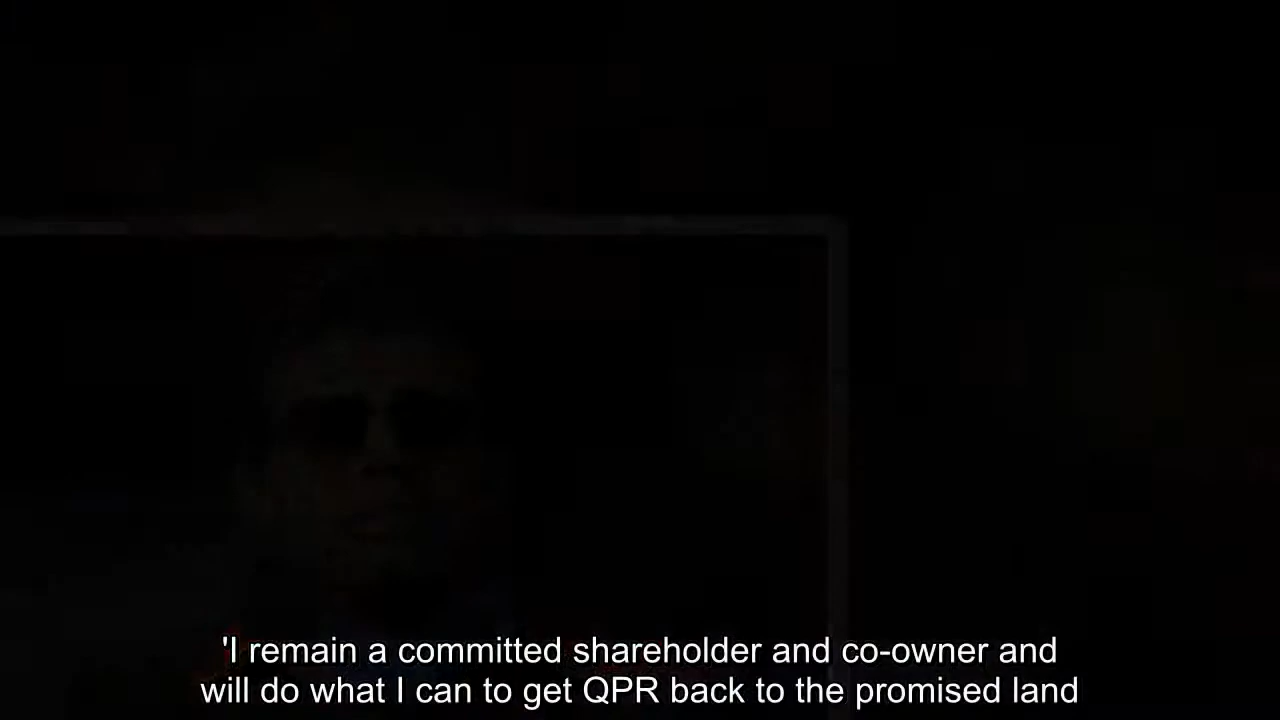 'I remain a committed shareholder and co-owner and
will do what I can to get QPR back to the promised land